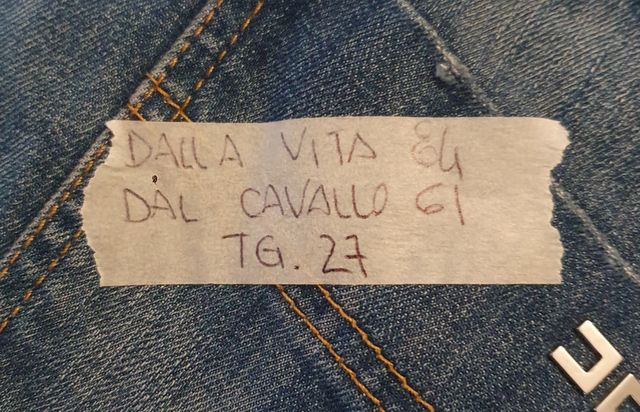 DALLA VITA 84
DAL CAVALLO 61
TG. 27